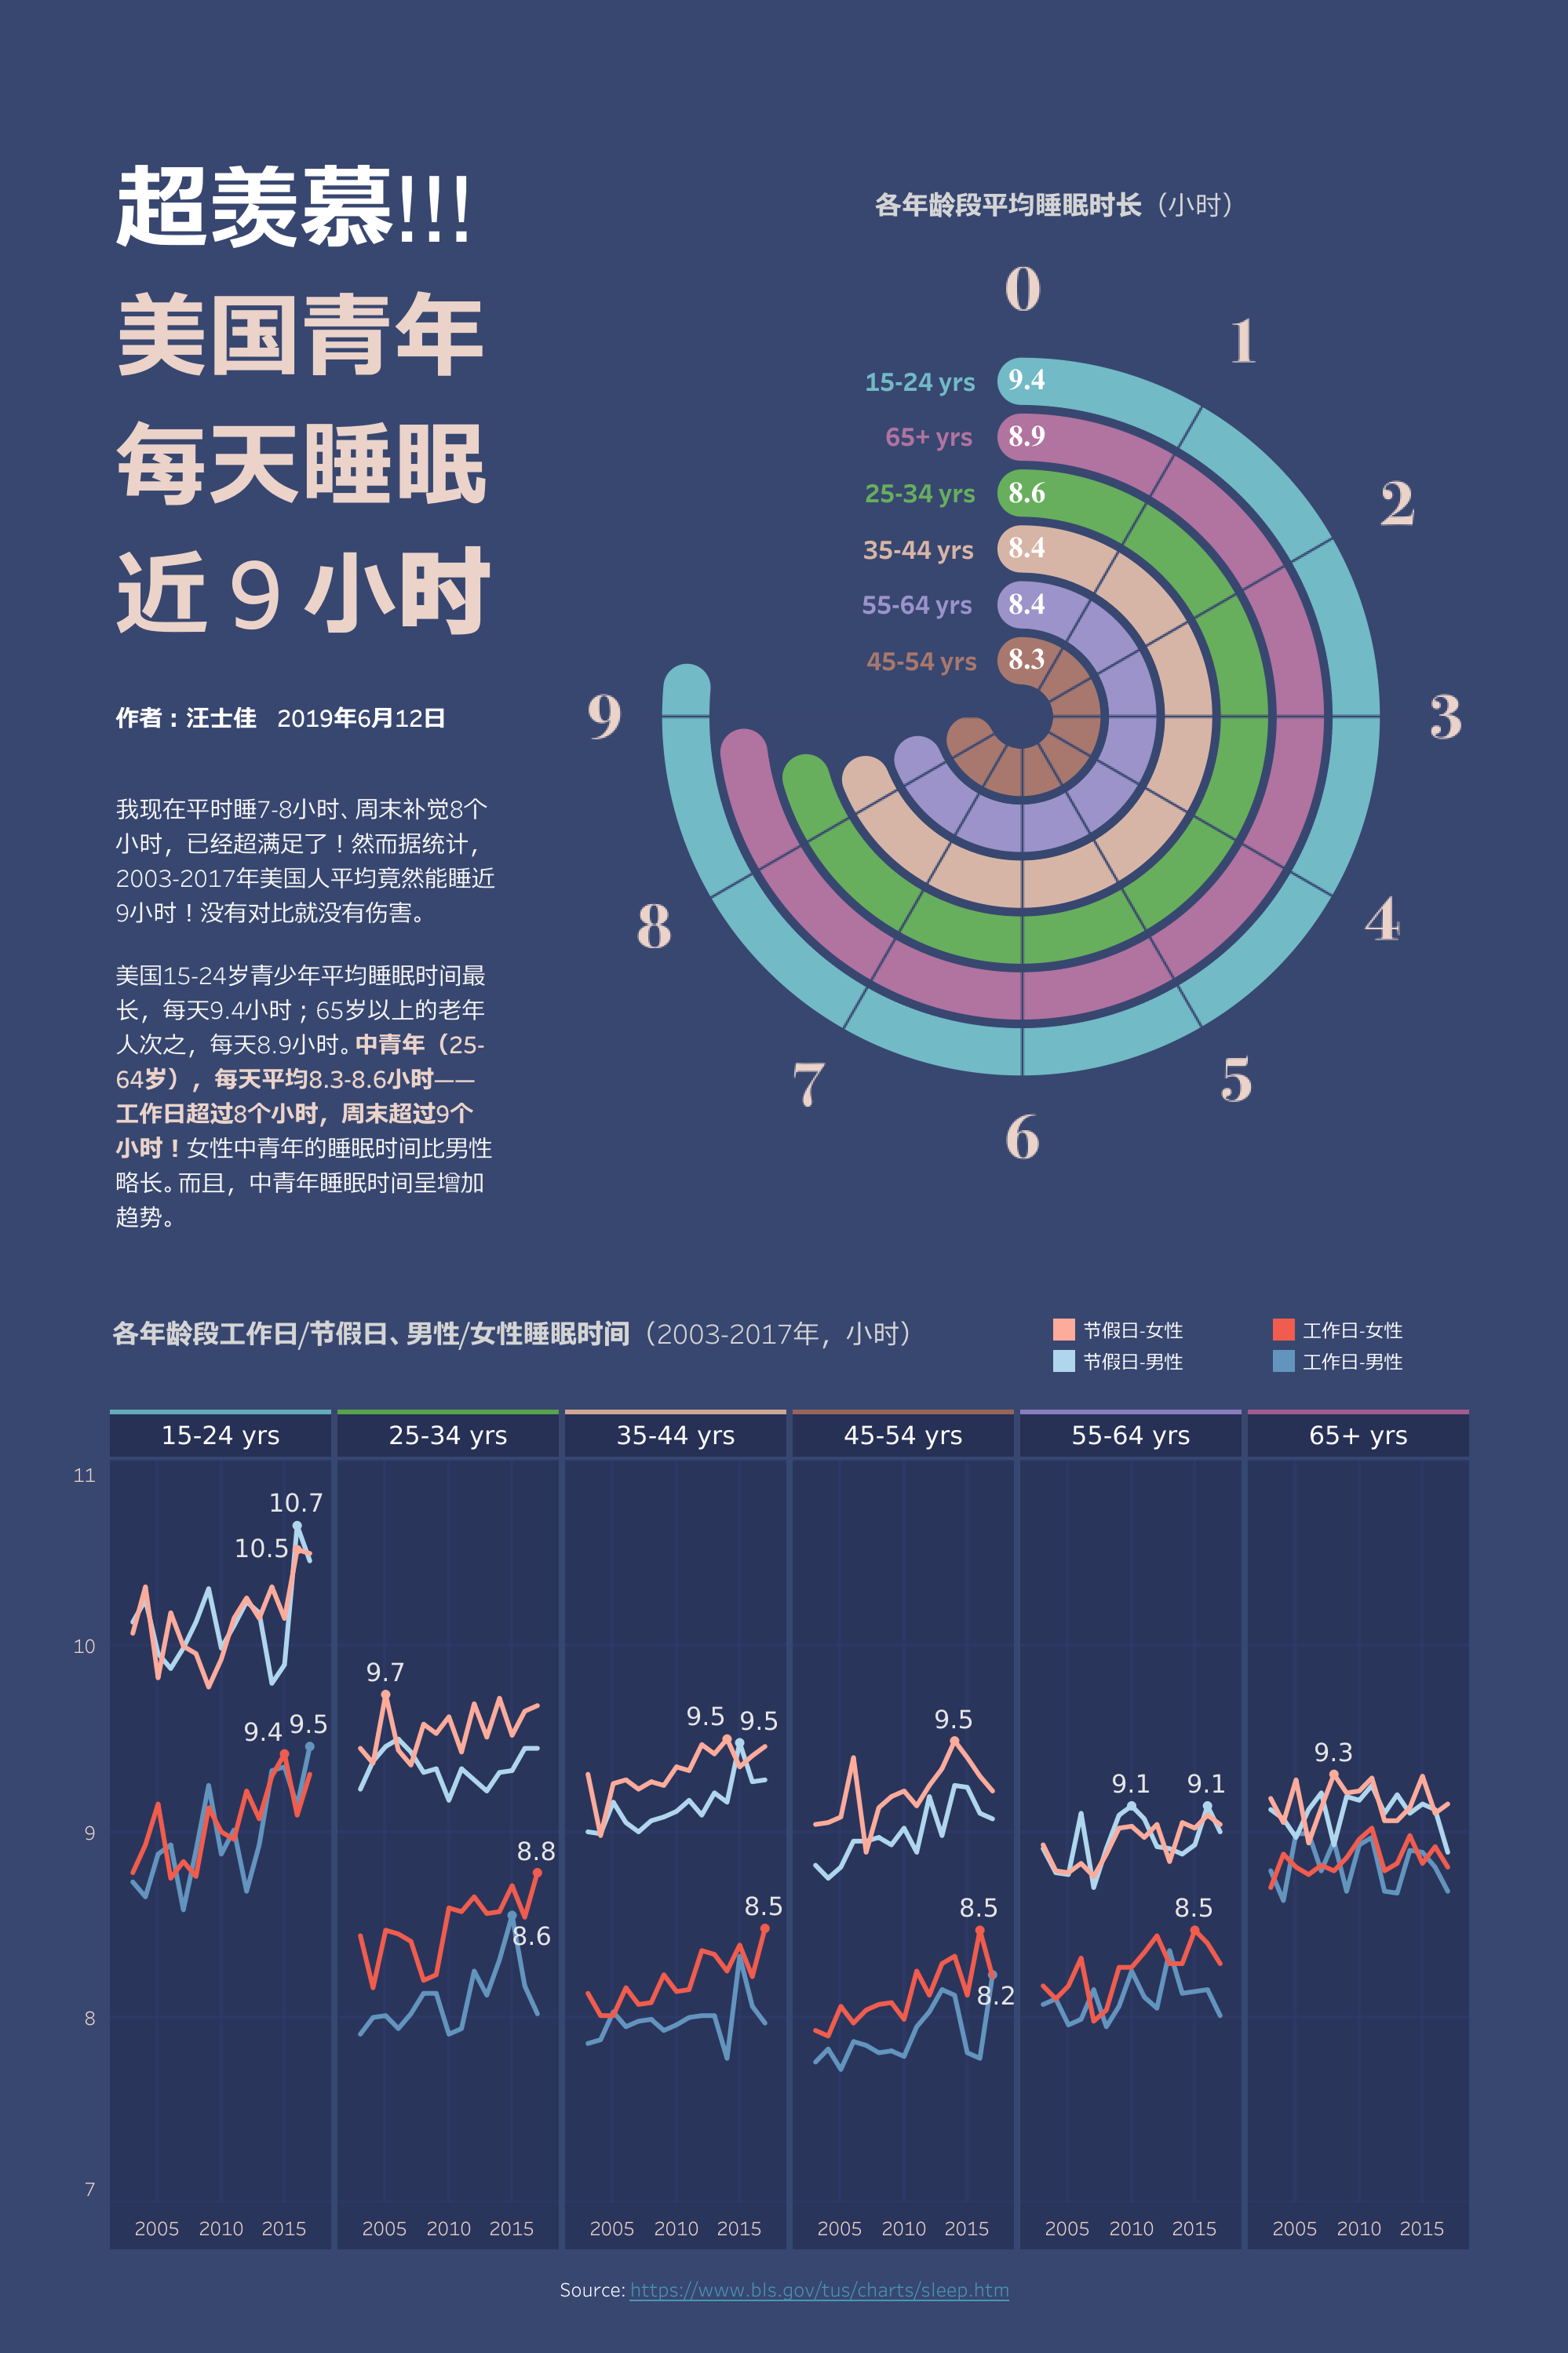 超羡慕!!!
美国青年
每天睡眠
近 9 小时
作者：汪士佳 2019年6月12日
我现在平时睡7-8小时、周末补觉8个
小时，已经超满足了！然而据统计，
2003-2017年美国人平均竟然能睡近
9小时！没有对比就没有伤害。
美国15-24岁青少年平均睡眠时间最
长，每天9.4小时；65岁以上的老年
人次之，每天8.9小时。中青年（25-
64岁），每天平均8.3-8.6小时——
工作日超过8个小时，周末超过9个
小时！女性中青年的睡眠时间比男性
略长。而且，中青年睡眠时间呈增加
趋势。
各年龄段平均睡眠时长（小时）
0
1
2
3
4
5
6
7
8
9
15-24 yrs 9.4
65+ yrs 8.9
25-34 yrs 8.6
35-44 yrs 8.4
55-64 yrs 8.4
45-54 yrs 8.3
各年龄段工作日/节假日、男性/女性睡眠时间（2003-2017年，小时）
节假日-女性 工作日-女性
节假日-男性 工作日-男性
15-24 yrs 25-34 yrs 35-44 yrs 45-54 yrs 55-64 yrs 65+ yrs
11
10
9
8
7
10.7
10.5
9.4 9.5
9.7
8.8
8.6
9.5 9.5
8.5
9.5
8.5
8.2
9.1 9.1
8.5
9.3
2005 2010 2015 2005 2010 2015 2005 2010 2015 2005 2010 2015 2005 2010 2015 2005 2010 2015
Source: https://www.bls.gov/tus/charts/sleep.htm